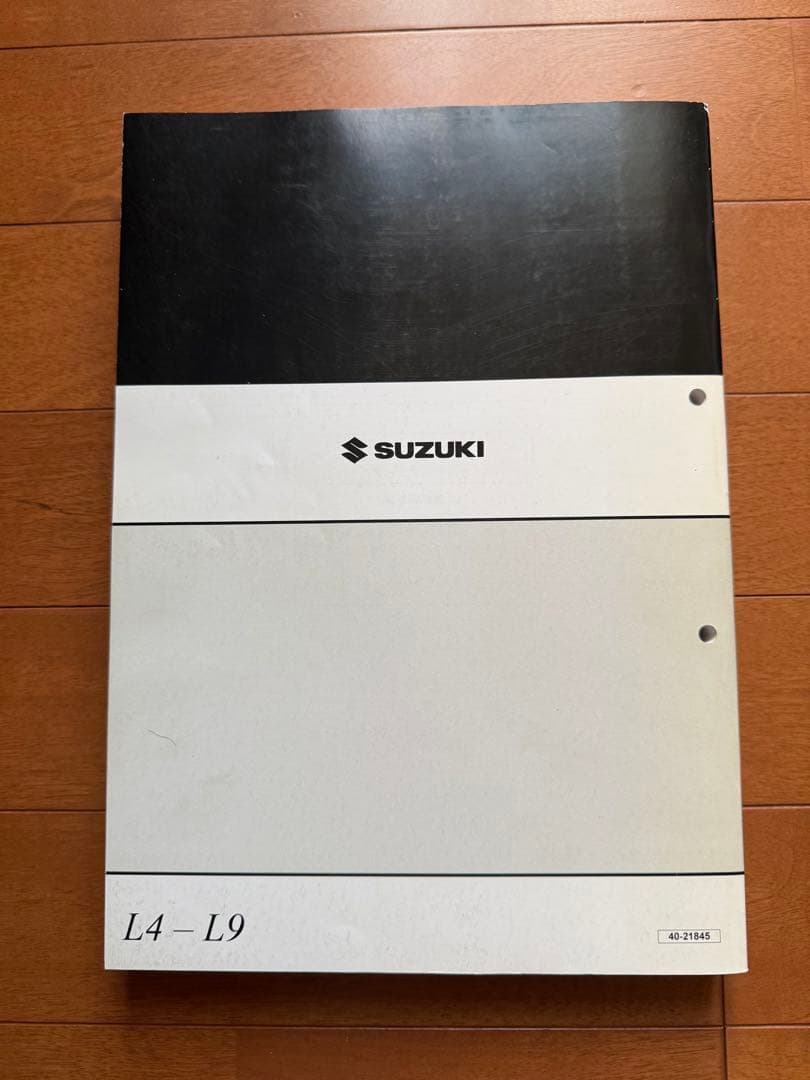 SUZUKI
L4 – L9
40-21845